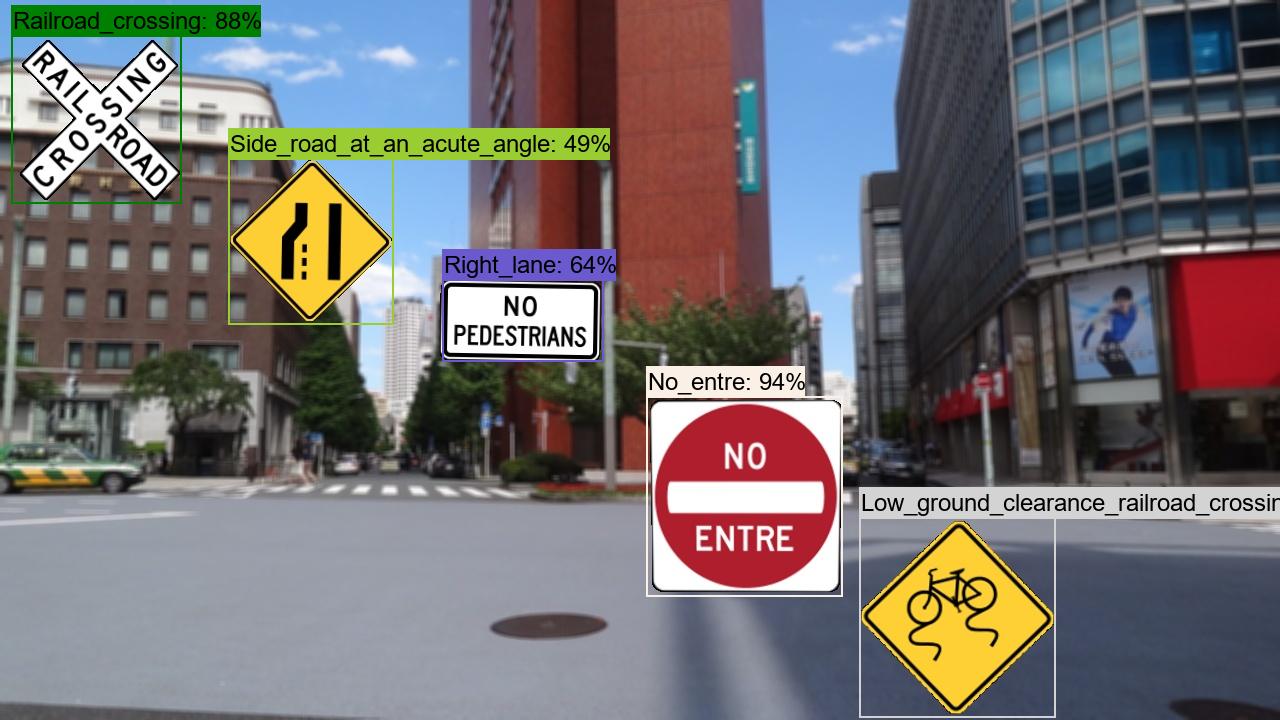 Railroad_crossing: 88%
RAILROAD
CROSSING
Side_road_at_an_acute_angle: 49%
Right_lane: 64%
NO
PEDESTRIANS
No_entre: 94%
NO
ENTRE
Low_ground_clearance_railroad_crossin